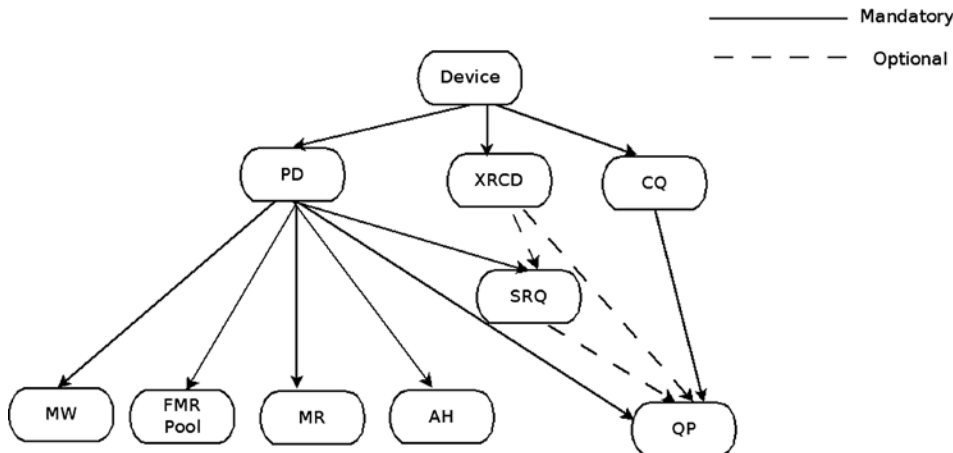 Mandatory
Optional
Device
PD
XRCD
CQ
SRQ
MW
FMR
Pool
MR
AH
QP